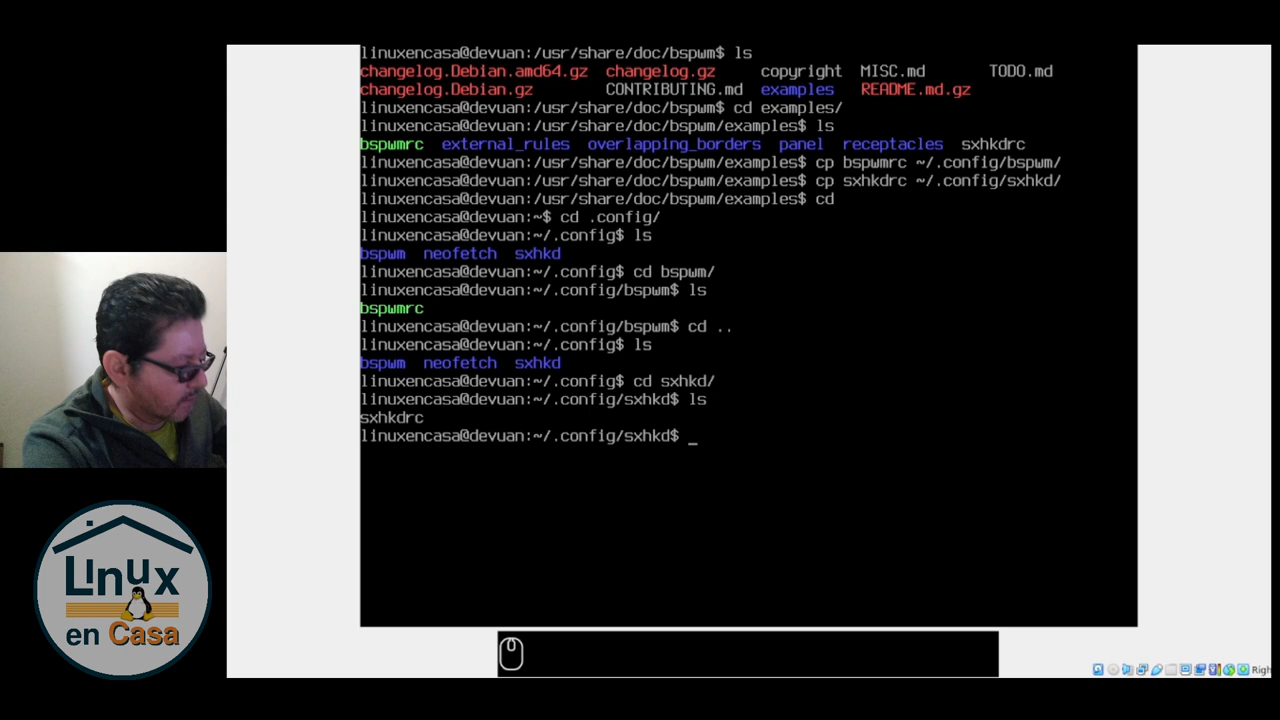 linuxencasa@devuan:/usr/share/doc/bspwm$ ls
changelog.Debian.amd64.gz changelog.gz copyright MISC.md TODO.md
changelog.Debian.gz CONTRIBUTING.md examples README.md.gz
linuxencasa@devuan:/usr/share/doc/bspwm$ cd examples/
linuxencasa@devuan:/usr/share/doc/bspwm/examples$ ls
bspwmrc external_rules overlapping_borders panel receptacles sxhkdrc
linuxencasa@devuan:/usr/share/doc/bspwm/examples$ cp bspwmrc ~/.config/bspwm/
linuxencasa@devuan:/usr/share/doc/bspwm/examples$ cp sxhkdrc ~/.config/sxhkd/
linuxencasa@devuan:/usr/share/doc/bspwm/examples$ cd
linuxencasa@devuan:~$ cd .config/
linuxencasa@devuan:~/.config$ ls
bspwm neofetch sxhkd
linuxencasa@devuan:~/.config$ cd bspwm/
linuxencasa@devuan:~/.config/bspwm$ ls
bspwmrc
linuxencasa@devuan:~/.config/bspwm$ cd ..
linuxencasa@devuan:~/.config$ ls
bspwm neofetch sxhkd
linuxencasa@devuan:~/.config$ cd sxhkd/
linuxencasa@devuan:~/.config/sxhkd$ ls
sxhkdrc
linuxencasa@devuan:~/.config/sxhkd$ _
Linux
en Casa
Righ